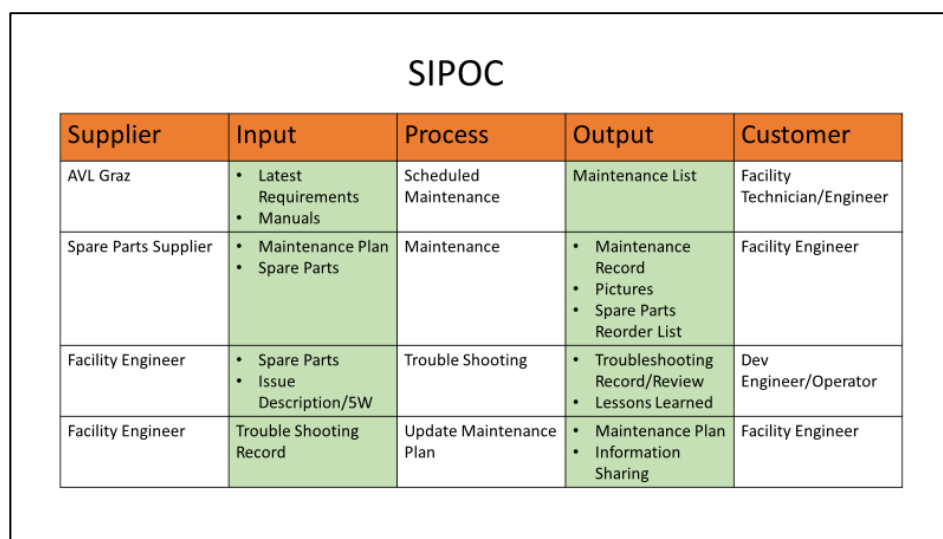 SIPOC
Supplier Input Process Output Customer
AVL Graz
• Latest
Requirements
• Manuals
Scheduled
Maintenance
Maintenance List
Facility
Technician/Engineer
Spare Parts Supplier
• Maintenance Plan
• Spare Parts
Maintenance
• Maintenance
Record
• Pictures
• Spare Parts
Reorder List
Facility Engineer
Facility Engineer
• Spare Parts
• Issue
Description/5W
Trouble Shooting
• Troubleshooting
Record/Review
• Lessons Learned
Dev
Engineer/Operator
Facility Engineer
Trouble Shooting
Record
Update Maintenance
Plan
• Maintenance Plan
• Information
Sharing
Facility Engineer